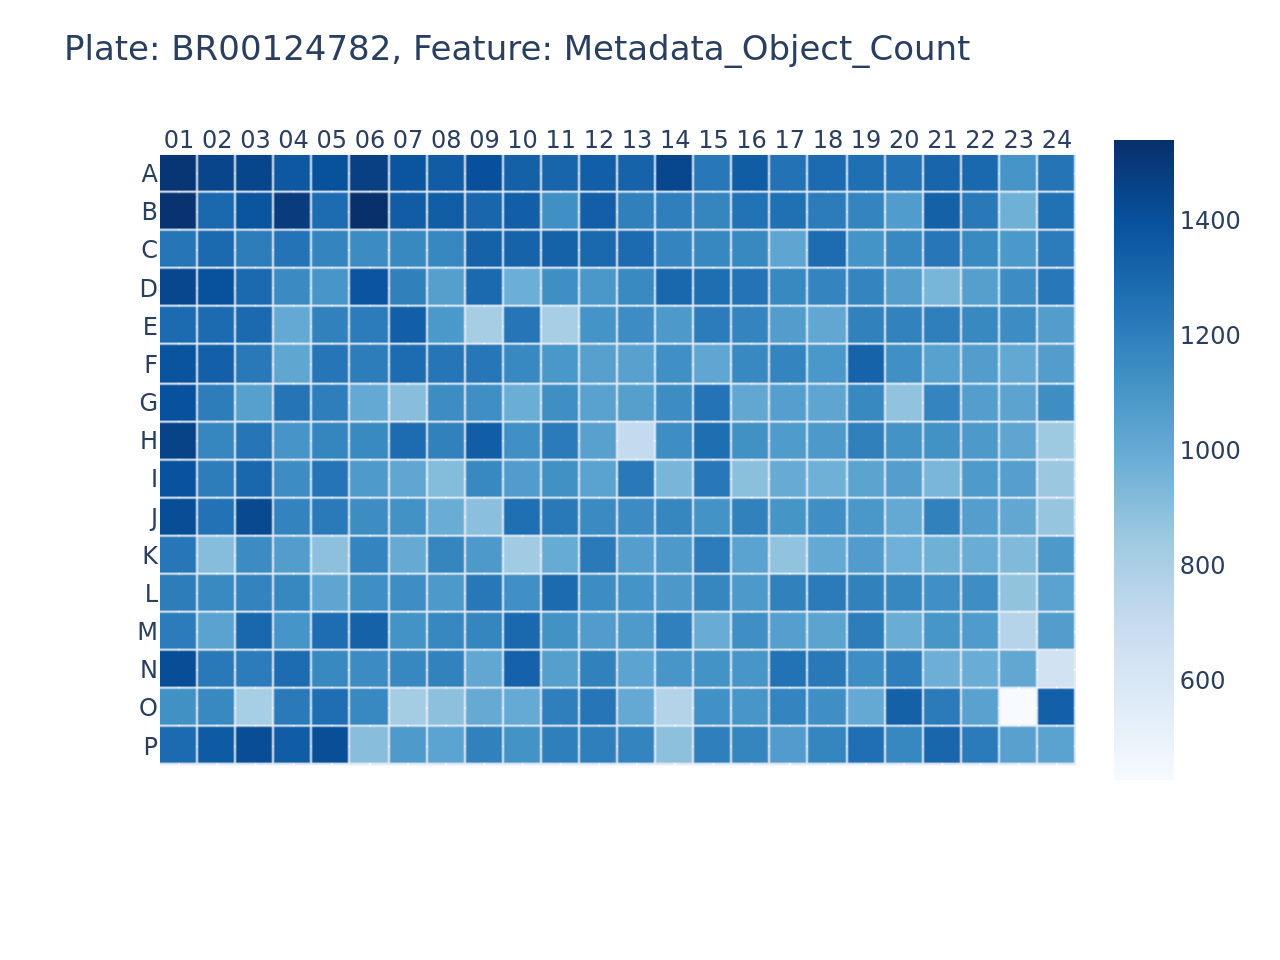 Plate: BR00124782, Feature: Metadata_Object_Count
01 02 03 04 05 06 07 08 09 10 11 12 13 14 15 16 17 18 19 20 21 22 23 24
A
B
C
D
E
F
G
H
I
J
K
L
M
N
O
P
1400
1200
1000
800
600